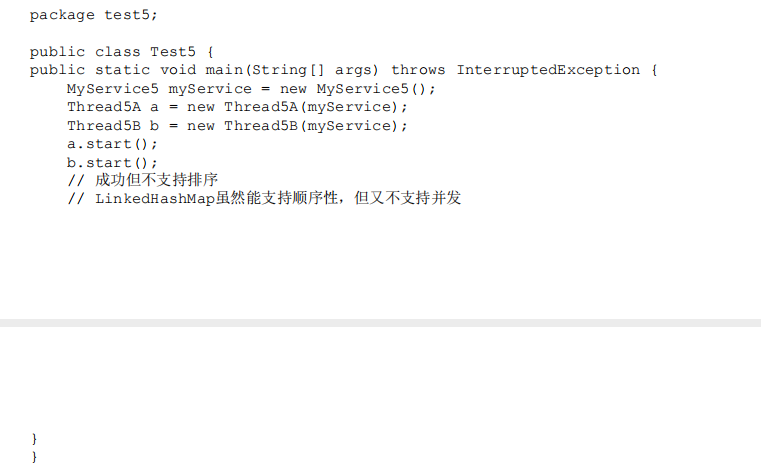 package test5;
public class Test5 {
public static void main(String[] args) throws InterruptedException {
MyService5 myService = new MyService5();
Thread5A a = new Thread5A(myService);
Thread5B b = new Thread5B(myService);
a.start();
b.start();
// 成功但不支持排序
// LinkedHashMap虽然能支持顺序性，但又不支持并发
}
}